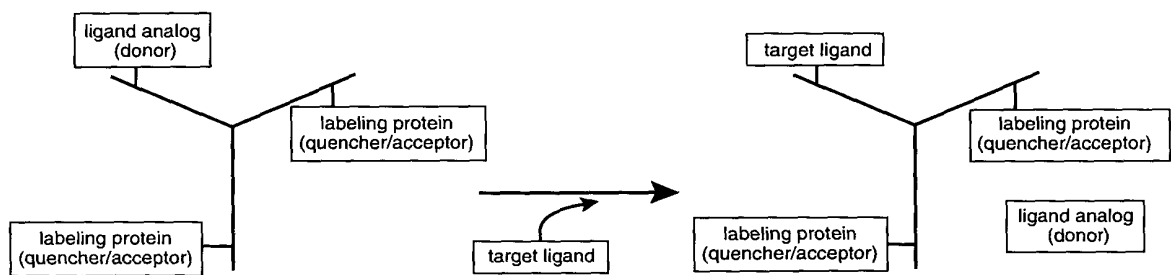 ligand analog
(donor)
labeling protein
(quencher/acceptor)
labeling protein
(quencher/acceptor)
target ligand
target ligand
labeling protein
(quencher/acceptor)
labeling protein
(quencher/acceptor)
ligand analog
(donor)